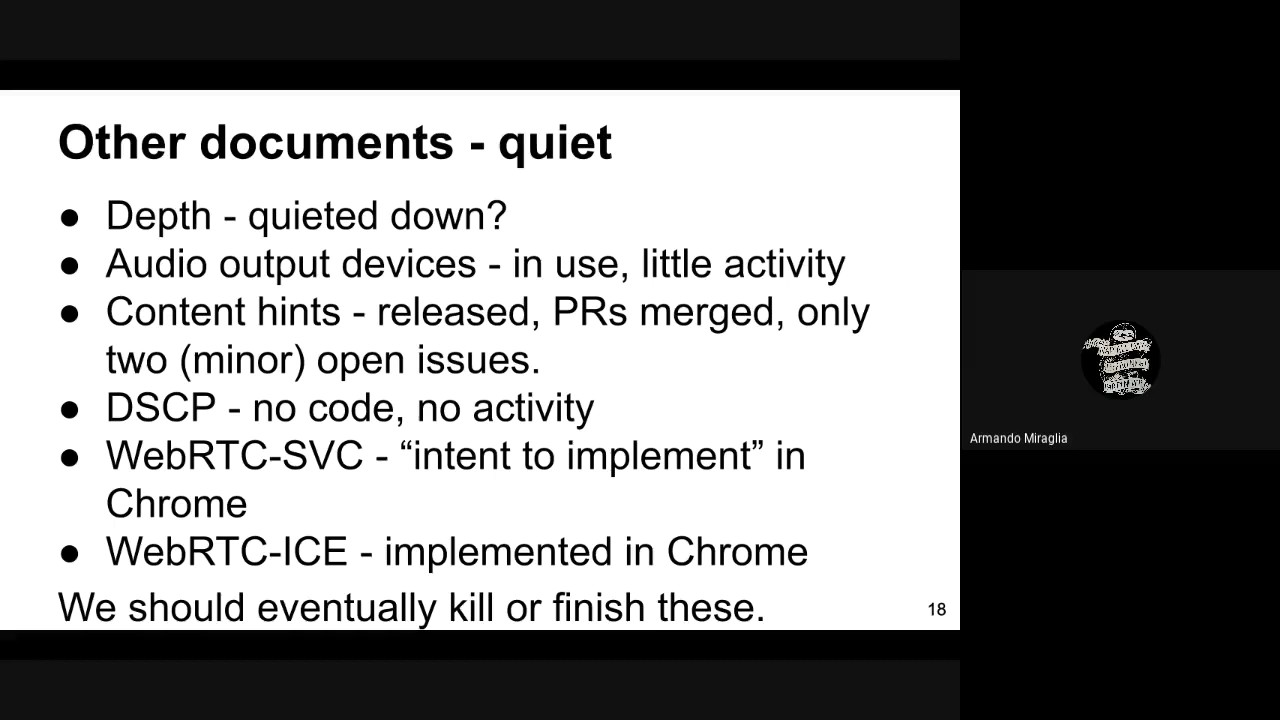 Other documents - quiet
● Depth - quieted down?
● Audio output devices - in use, little activity
● Content hints - released, PRs merged, only
two (minor) open issues.
● DSCP - no code, no activity
● WebRTC-SVC - “intent to implement” in
Chrome
● WebRTC-ICE - implemented in Chrome
We should eventually kill or finish these.
18
Armando Miraglia